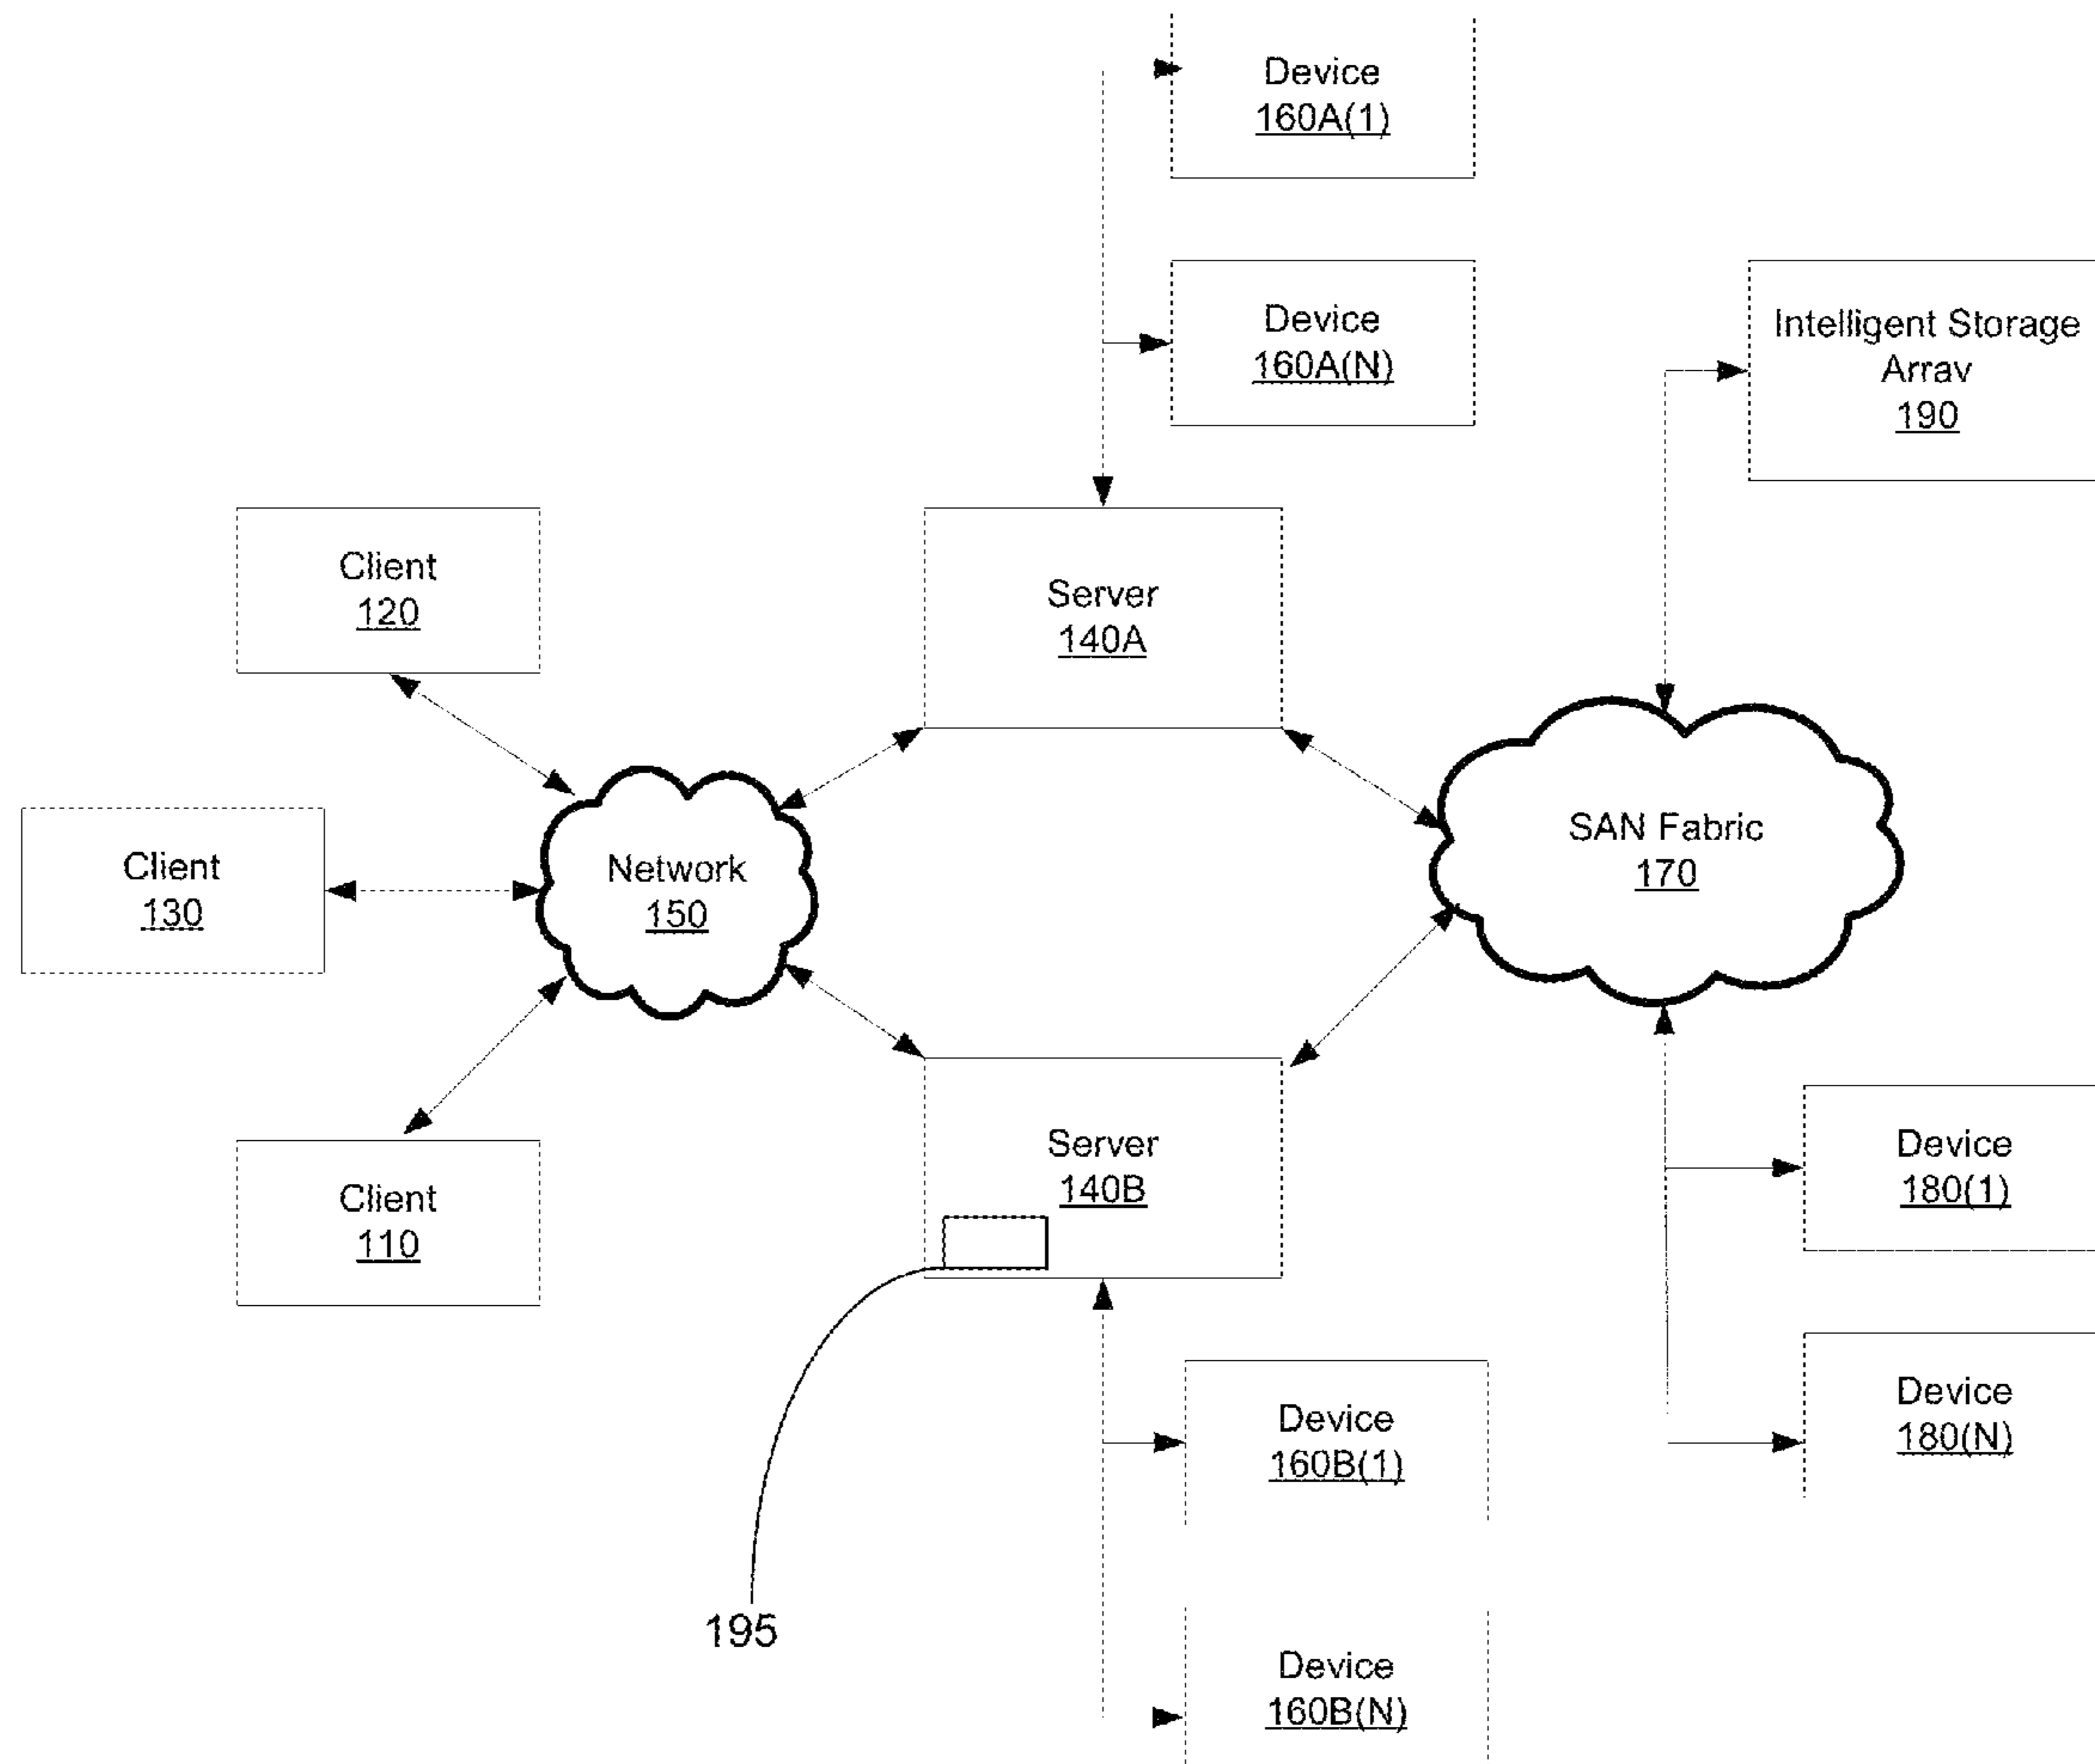 Device
160A(1)
Device
160A(N)
Intelligent Storage
Array
190
Client
120
Server
140A
SAN Fabric
170
Network
150
Client
130
Server
140B
Device
180(1)
Client
110
Device
180(N)
Device
160B(1)
195
Device
160B(N)